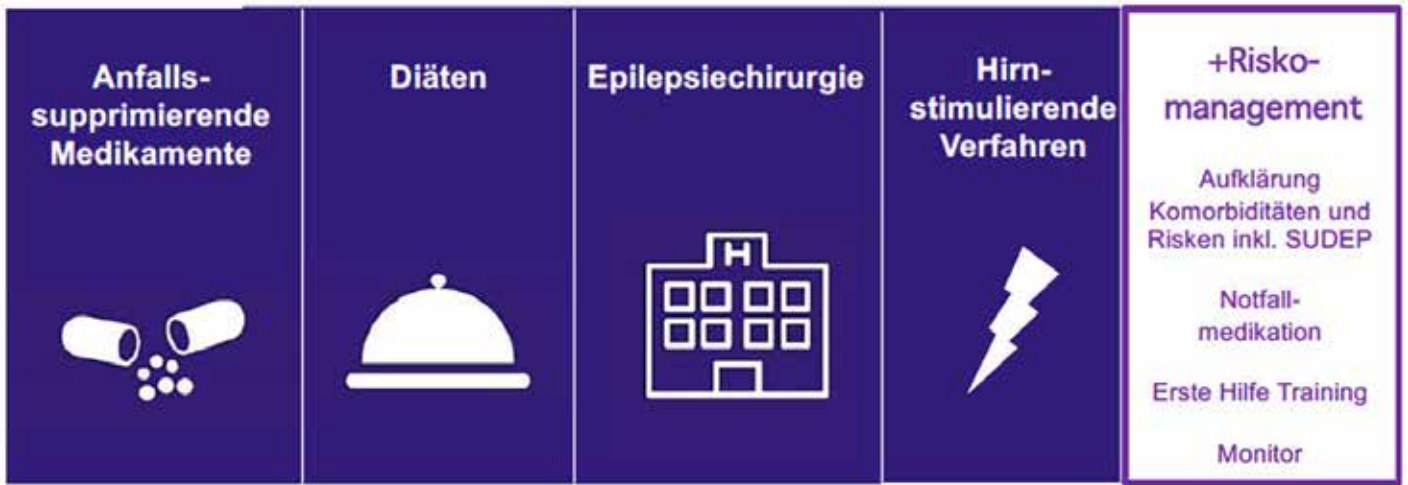 Anfalls-
supprimierende
Medikamente
Diäten
Epilepsiechirurgie
H
Hirn-
stimulierende
Verfahren
+Risko-
management
Aufklärung
Komorbiditäten und
Risken inkl. SUDEP
Notfall-
medikation
Erste Hilfe Training
Monitor